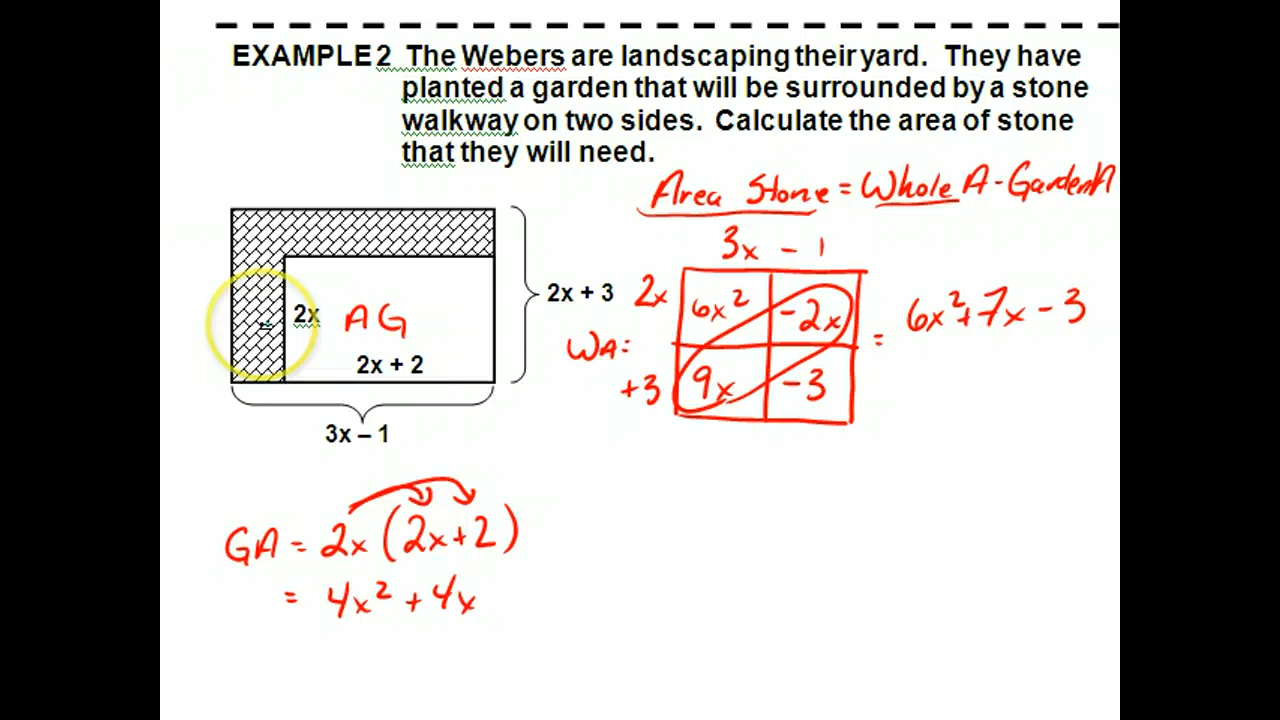 EXAMPLE 2 The Webers are landscaping their yard. They have
planted a garden that will be surrounded by a stone
walkway on two sides. Calculate the area of stone
that they will need.
Area Stone = Whole A - Garden A
3x - 1
2x + 3
2x
6x² -2x
= 6x² + 7x - 3
WA:
+3
9x -3
2x
AG
2x + 2
3x – 1
GA = 2x (2x + 2)
= 4x² + 4x